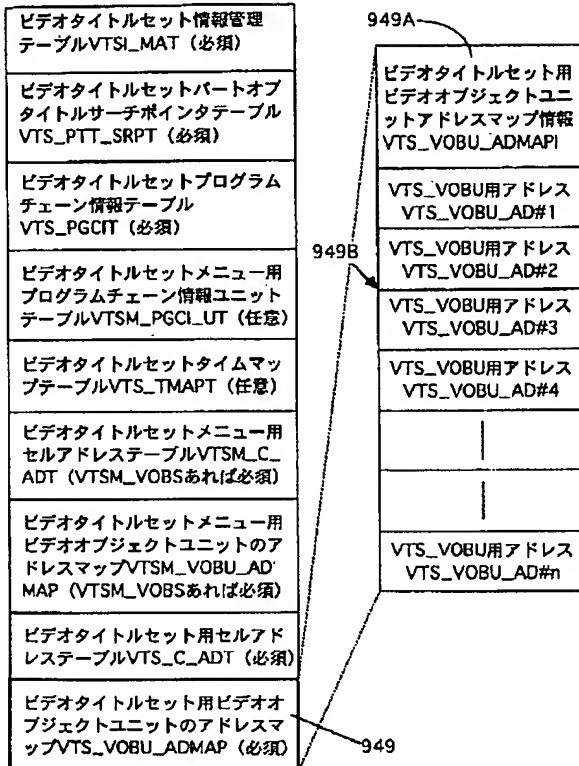 ビデオタイトルセット情報管理
テーブルVTSI_MAT（必須）
ビデオタイトルセットパートオブ
タイトルサーチポインタテーブル
VTS_PTT_SRPT（必須）
ビデオタイトルセットプログラム
チェーン情報テーブル
VTS_PGCIT（必須）
ビデオタイトルセットメニュー用
プログラムチェーン情報ユニット
テーブルVTSM_PGCI_UT（任意）
ビデオタイトルセットタイムマッ
プテーブルVTS_TMAPT（任意）
ビデオタイトルセットメニュー用
セルアドレステーブルVTSM_C_
ADT（VTSM_VOBSあれば必須）
ビデオタイトルセットメニュー用
ビデオオブジェクトユニットのア
ドレスマップVTSM_VOBU_AD
MAP（VTSM_VOBSあれば必須）
ビデオタイトルセット用セルアド
レステーブルVTS_C_ADT（必須）
ビデオタイトルセット用ビデオオ
ブジェクトユニットのアドレスマ
ップVTS_VOBU_ADMAP（必須）
949
949A
ビデオタイトルセット用
ビデオオブジェクトユニ
ットアドレスマップ情報
VTS_VOBU_ADMAPI
949B
VTS_VOBU用アドレス
VTS_VOBU_AD#1
VTS_VOBU用アドレス
VTS_VOBU_AD#2
VTS_VOBU用アドレス
VTS_VOBU_AD#3
VTS_VOBU用アドレス
VTS_VOBU_AD#4
VTS_VOBU用アドレス
VTS_VOBU_AD#n